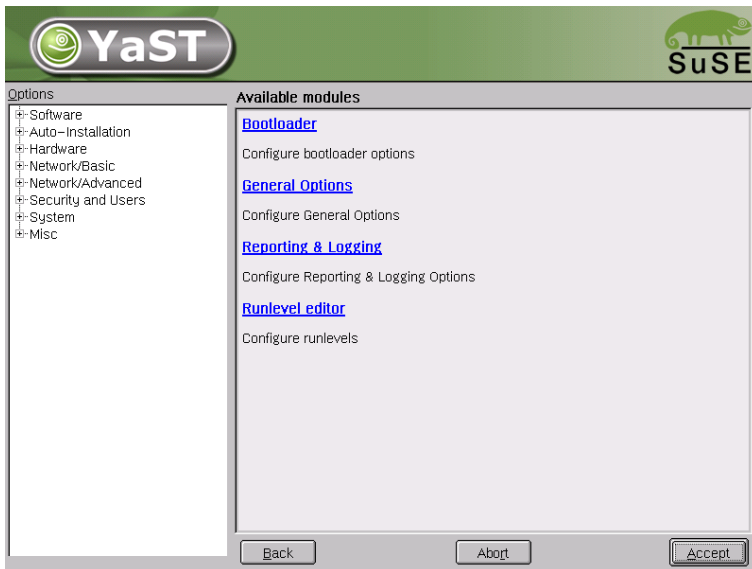 YaST
SuSE
Options
Software
Auto-Installation
Hardware
Network/Basic
Network/Advanced
Security and Users
System
Misc
Available modules
Bootloader
Configure bootloader options
General Options
Configure General Options
Reporting & Logging
Configure Reporting & Logging Options
Runlevel editor
Configure runlevels
Back
Abort
Accept